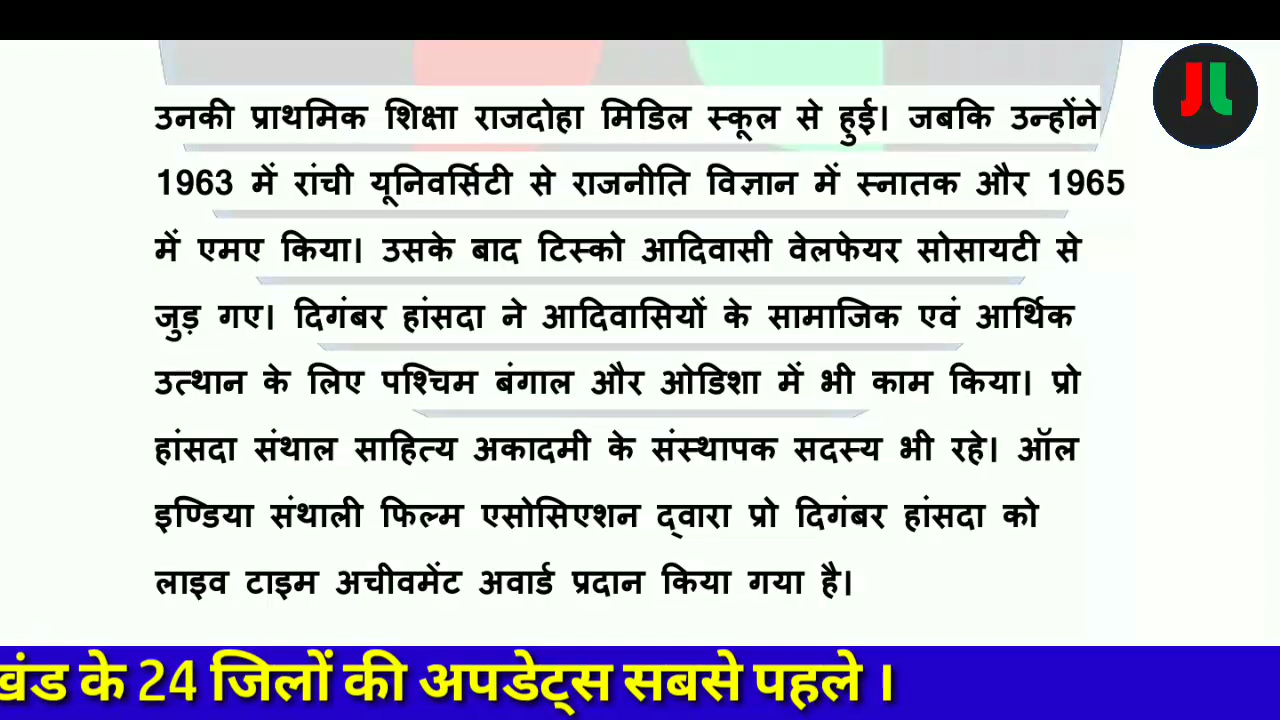 उनकी प्राथमिक शिक्षा राजदोहा मिडिल स्कूल से हुई। जबकि उन्होंने
1963 में रांची यूनिवर्सिटी से राजनीति विज्ञान में स्नातक और 1965
में एमए किया। उसके बाद टिस्को आदिवासी वेलफेयर सोसायटी से
जुड़ गए। दिगंबर हांसदा ने आदिवासियों के सामाजिक एवं आर्थिक
उत्थान के लिए पश्चिम बंगाल और ओडिशा में भी काम किया। प्रो
हांसदा संथाल साहित्य अकादमी के संस्थापक सदस्य भी रहे। ऑल
इण्डिया संथाली फिल्म एसोसिएशन द्वारा प्रो दिगंबर हांसदा को
लाइव टाइम अचीवमेंट अवार्ड प्रदान किया गया है।
खंड के 24 जिलों की अपडेट्स सबसे पहले ।